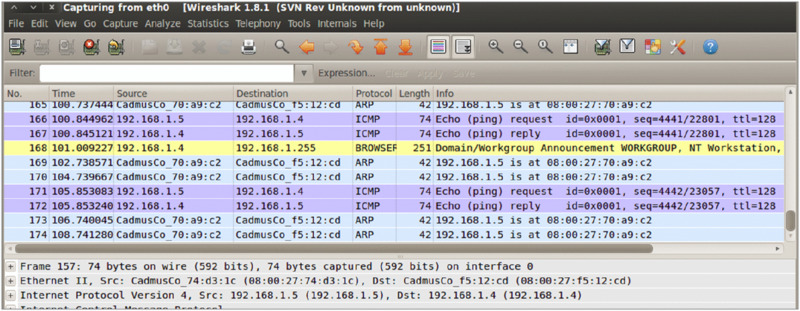 Capturing from eth0 [Wireshark 1.8.1 (SVN Rev Unknown from unknown)]
File Edit View Go Capture Analyze Statistics Telephony Tools Internals Help
Filter: Expression... Clear Apply Save
No. Time Source Destination Protocol Length Info
165 100.737444 CadmusCo_70:a9:c2 CadmusCo_f5:12:cd ARP 42 192.168.1.5 is at 08:00:27:70:a9:c2
166 100.844962 192.168.1.5 192.168.1.4 ICMP 74 Echo (ping) request id=0x0001, seq=4441/22801, ttl=128
167 100.845121 192.168.1.4 192.168.1.5 ICMP 74 Echo (ping) reply id=0x0001, seq=4441/22801, ttl=128
168 101.009227 192.168.1.4 192.168.1.255 BROWSER 251 Domain/Workgroup Announcement WORKGROUP, NT Workstation,
169 102.738571 CadmusCo_70:a9:c2 CadmusCo_f5:12:cd ARP 42 192.168.1.5 is at 08:00:27:70:a9:c2
170 104.739667 CadmusCo_70:a9:c2 CadmusCo_f5:12:cd ARP 42 192.168.1.5 is at 08:00:27:70:a9:c2
171 105.853083 192.168.1.5 192.168.1.4 ICMP 74 Echo (ping) request id=0x0001, seq=4442/23057, ttl=128
172 105.853240 192.168.1.4 192.168.1.5 ICMP 74 Echo (ping) reply id=0x0001, seq=4442/23057, ttl=128
173 106.740045 CadmusCo_70:a9:c2 CadmusCo_f5:12:cd ARP 42 192.168.1.5 is at 08:00:27:70:a9:c2
174 108.741280 CadmusCo_70:a9:c2 CadmusCo_f5:12:cd ARP 42 192.168.1.5 is at 08:00:27:70:a9:c2
Frame 157: 74 bytes on wire (592 bits), 74 bytes captured (592 bits) on interface 0
Ethernet II, Src: CadmusCo_74:d3:1c (08:00:27:74:d3:1c), Dst: CadmusCo_f5:12:cd (08:00:27:f5:12:cd)
Internet Protocol Version 4, Src: 192.168.1.5 (192.168.1.5), Dst: 192.168.1.4 (192.168.1.4)
Internet Control Message Protocol